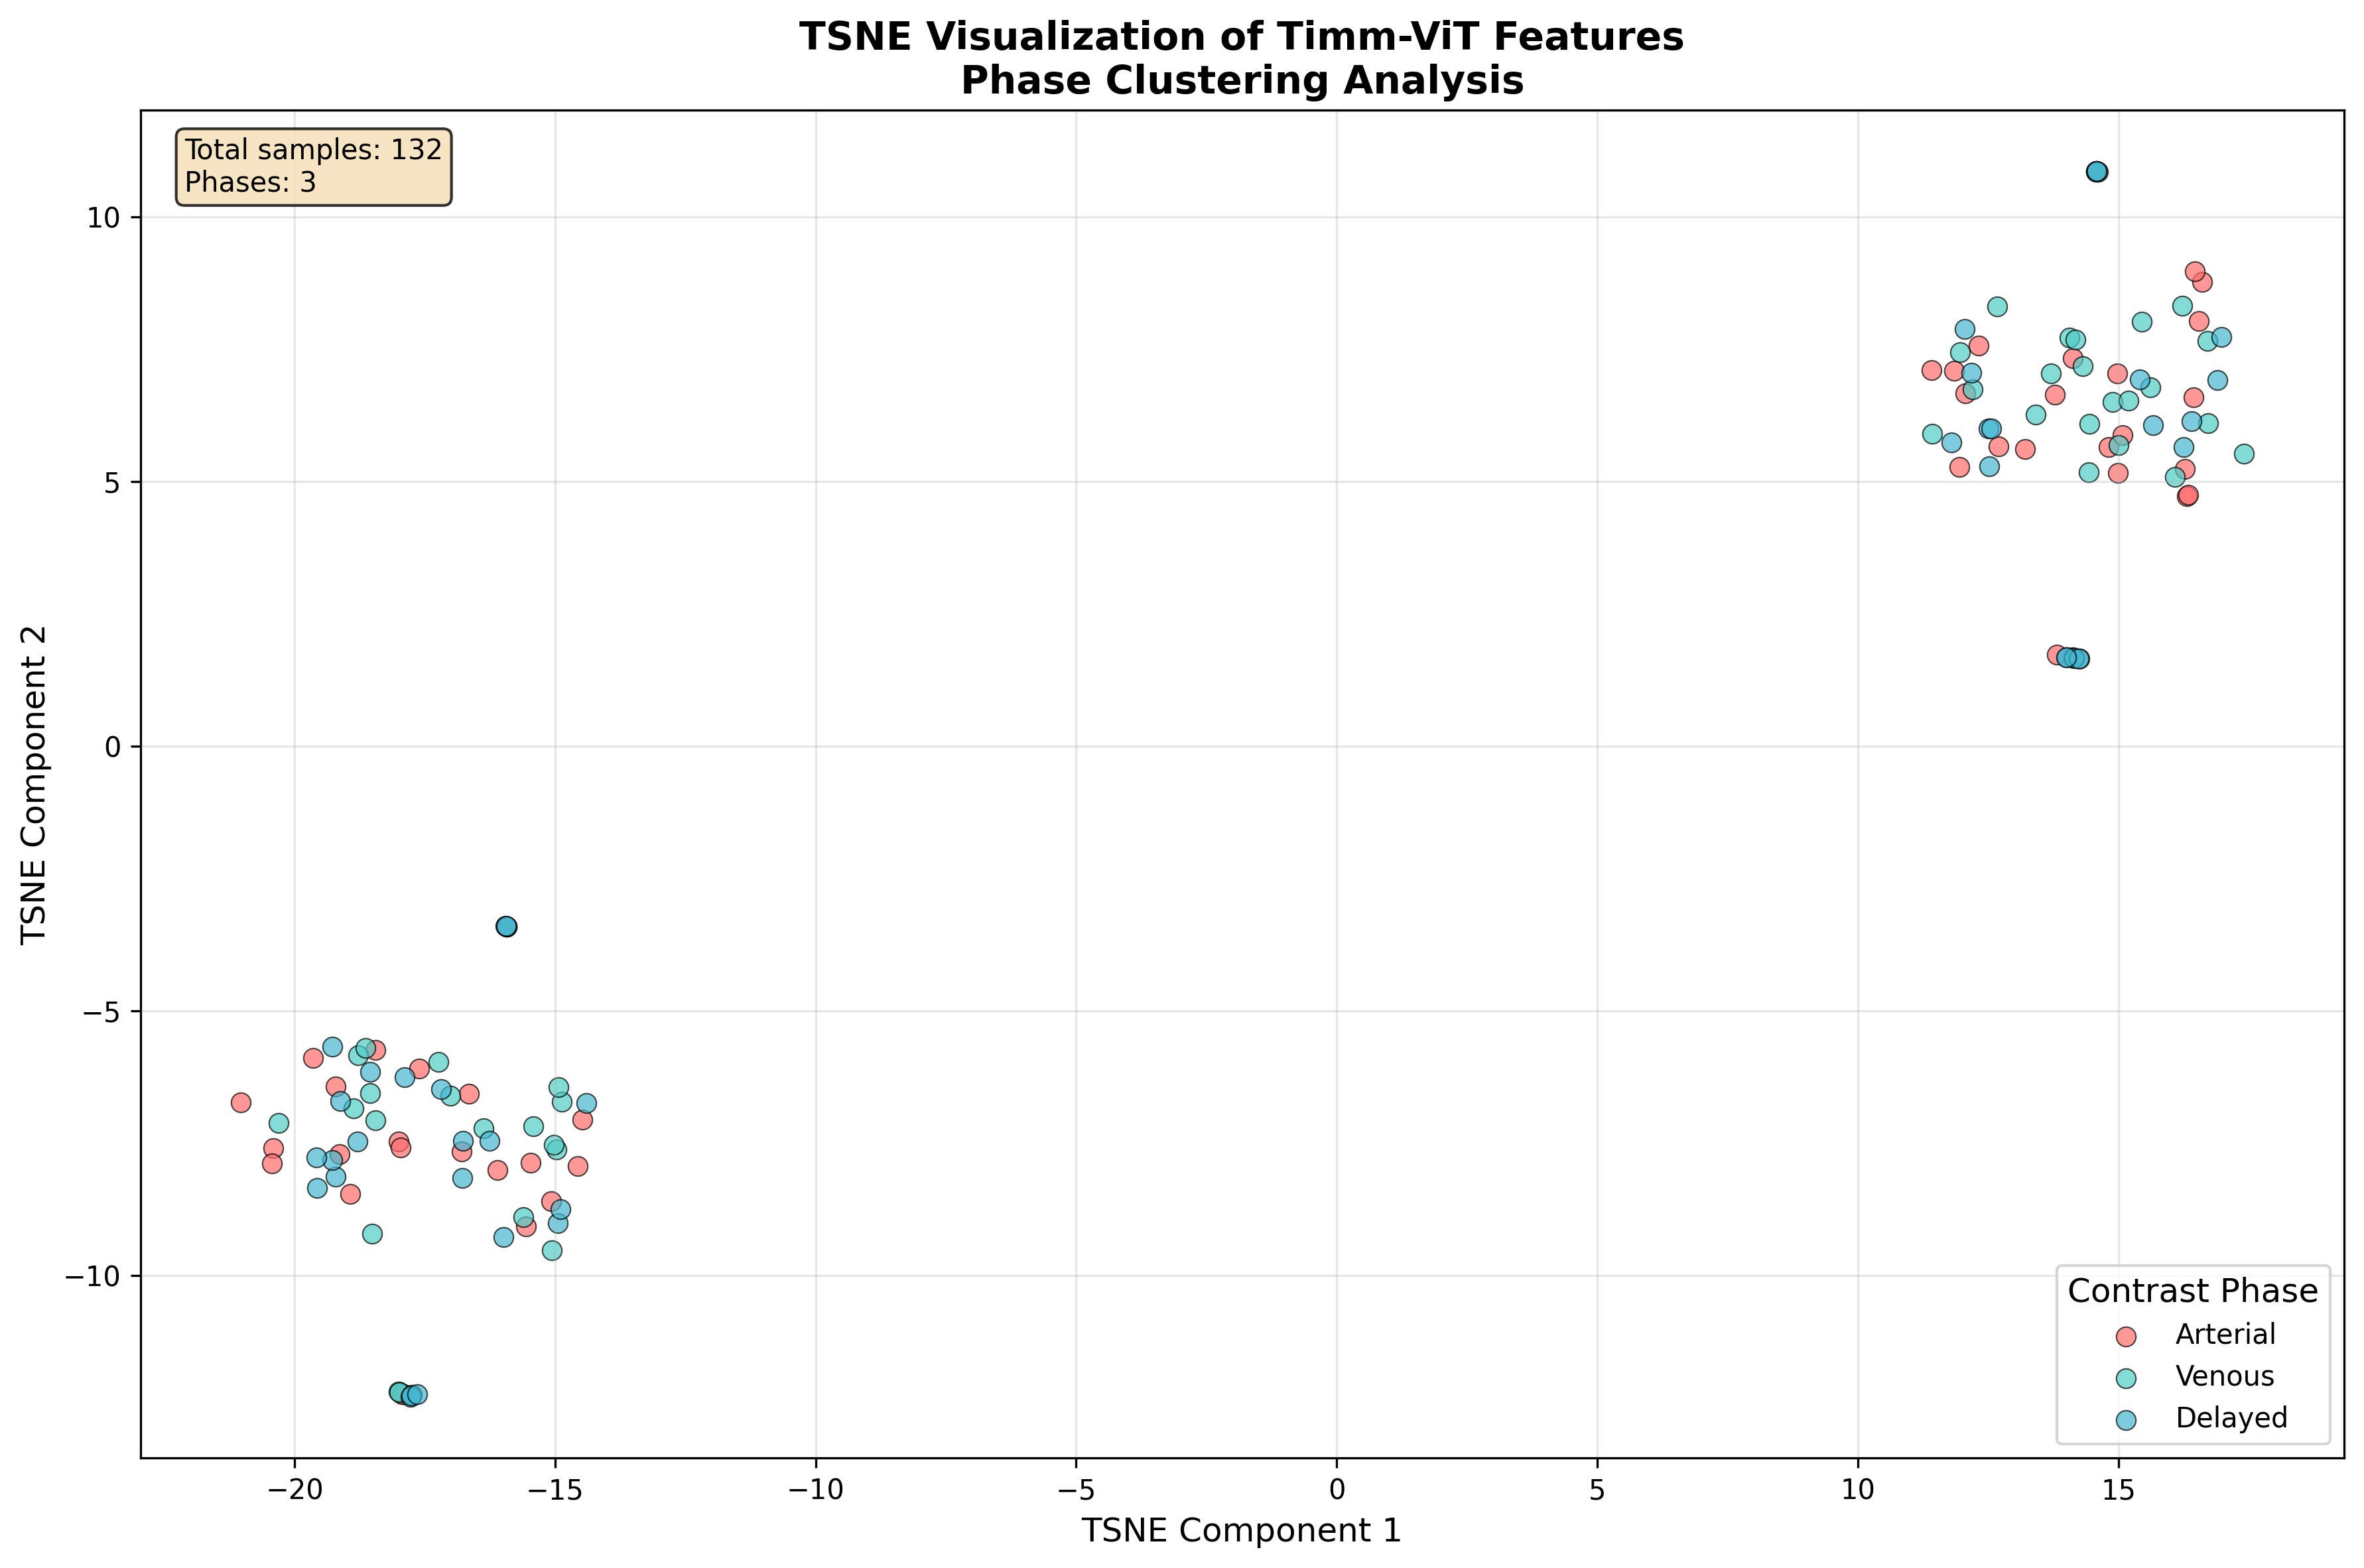 TSNE Visualization of Timm-ViT Features
Phase Clustering Analysis
Total samples: 132
Phases: 3
TSNE Component 2
10
5
0
−5
−10
−20
−15
−10
−5
0
5
10
15
TSNE Component 1
Contrast Phase
Arterial
Venous
Delayed